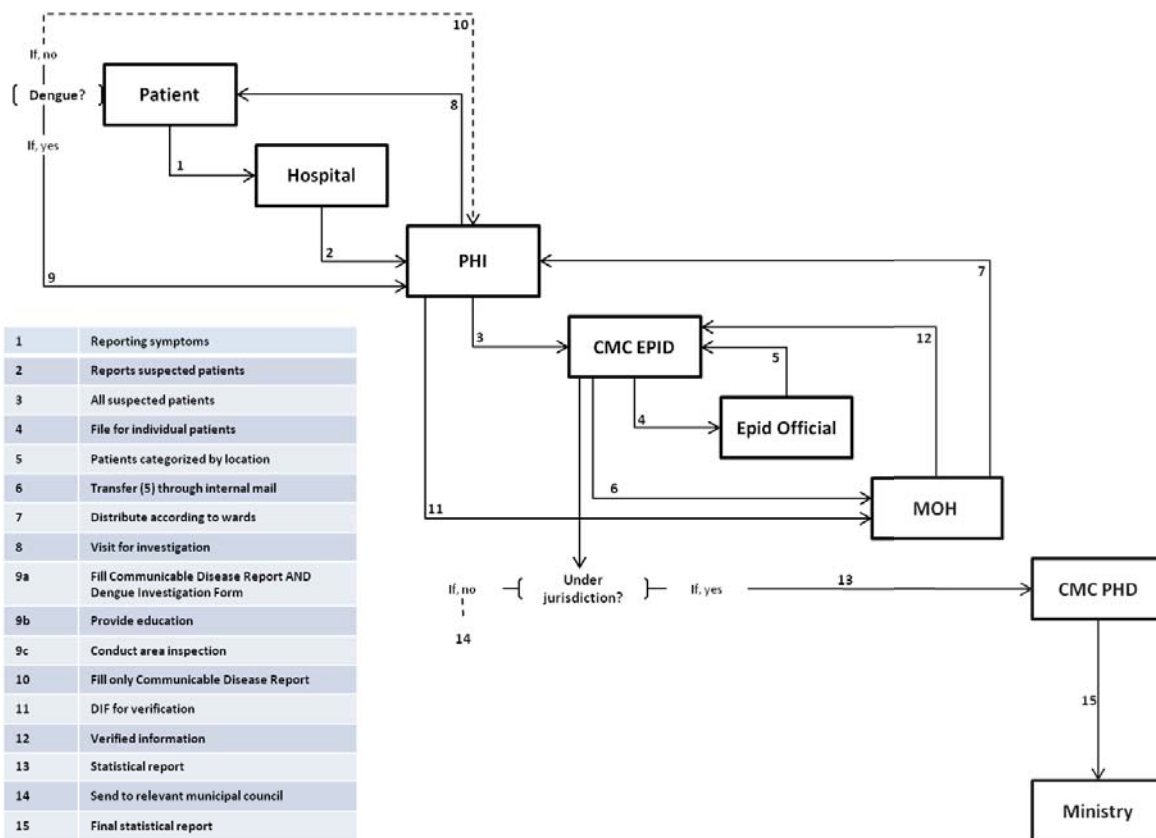 10
If, no
Dengue?
Patient
8
If, yes
1
Hospital
2
PHI
9
7
3
CMC EPID
12
5
4
Epid Official
6
MOH
11
If, no
Under
jurisdiction?
If, yes
13
CMC PHD
14
15
Ministry
1 Reporting symptoms
2 Reports suspected patients
3 All suspected patients
4 File for individual patients
5 Patients categorized by location
6 Transfer (5) through internal mail
7 Distribute according to wards
8 Visit for investigation
9a Fill Communicable Disease Report AND
Dengue Investigation Form
9b Provide education
9c Conduct area inspection
10 Fill only Communicable Disease Report
11 DIF for verification
12 Verified information
13 Statistical report
14 Send to relevant municipal council
15 Final statistical report